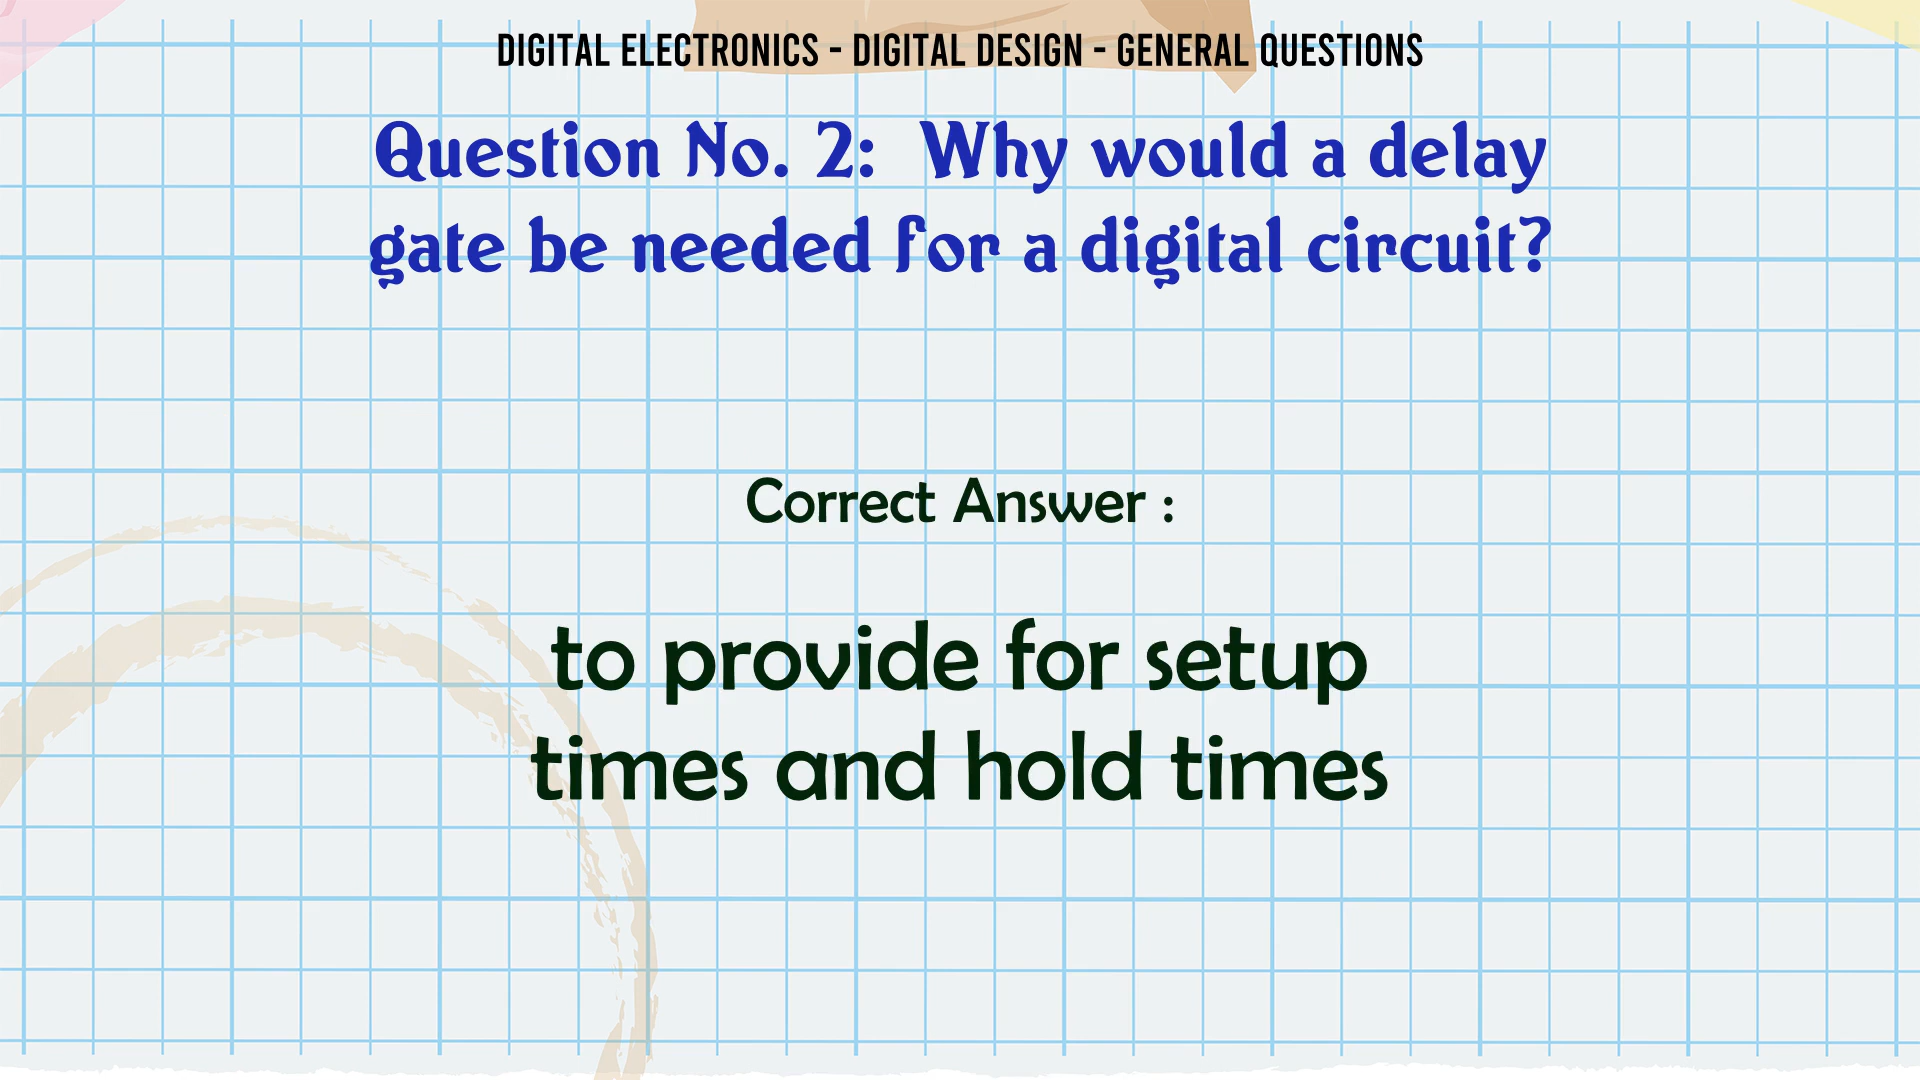 DIGITAL ELECTRONICS - DIGITAL DESIGN - GENERAL QUESTIONS
Question No. 2: Why would a delay
gate be needed for a digital circuit?
Correct Answer :
to provide for setup
times and hold times